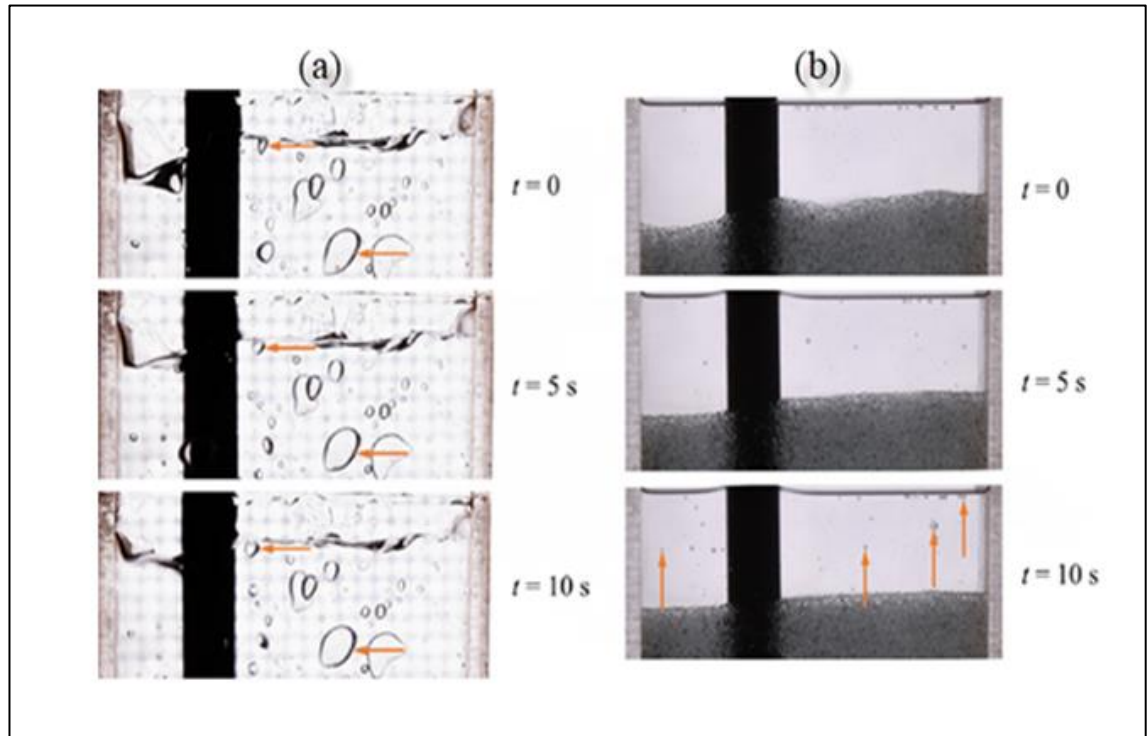 (a)
(b)
t = 0
t = 0
t = 5 s
t = 5 s
t = 10 s
t = 10 s